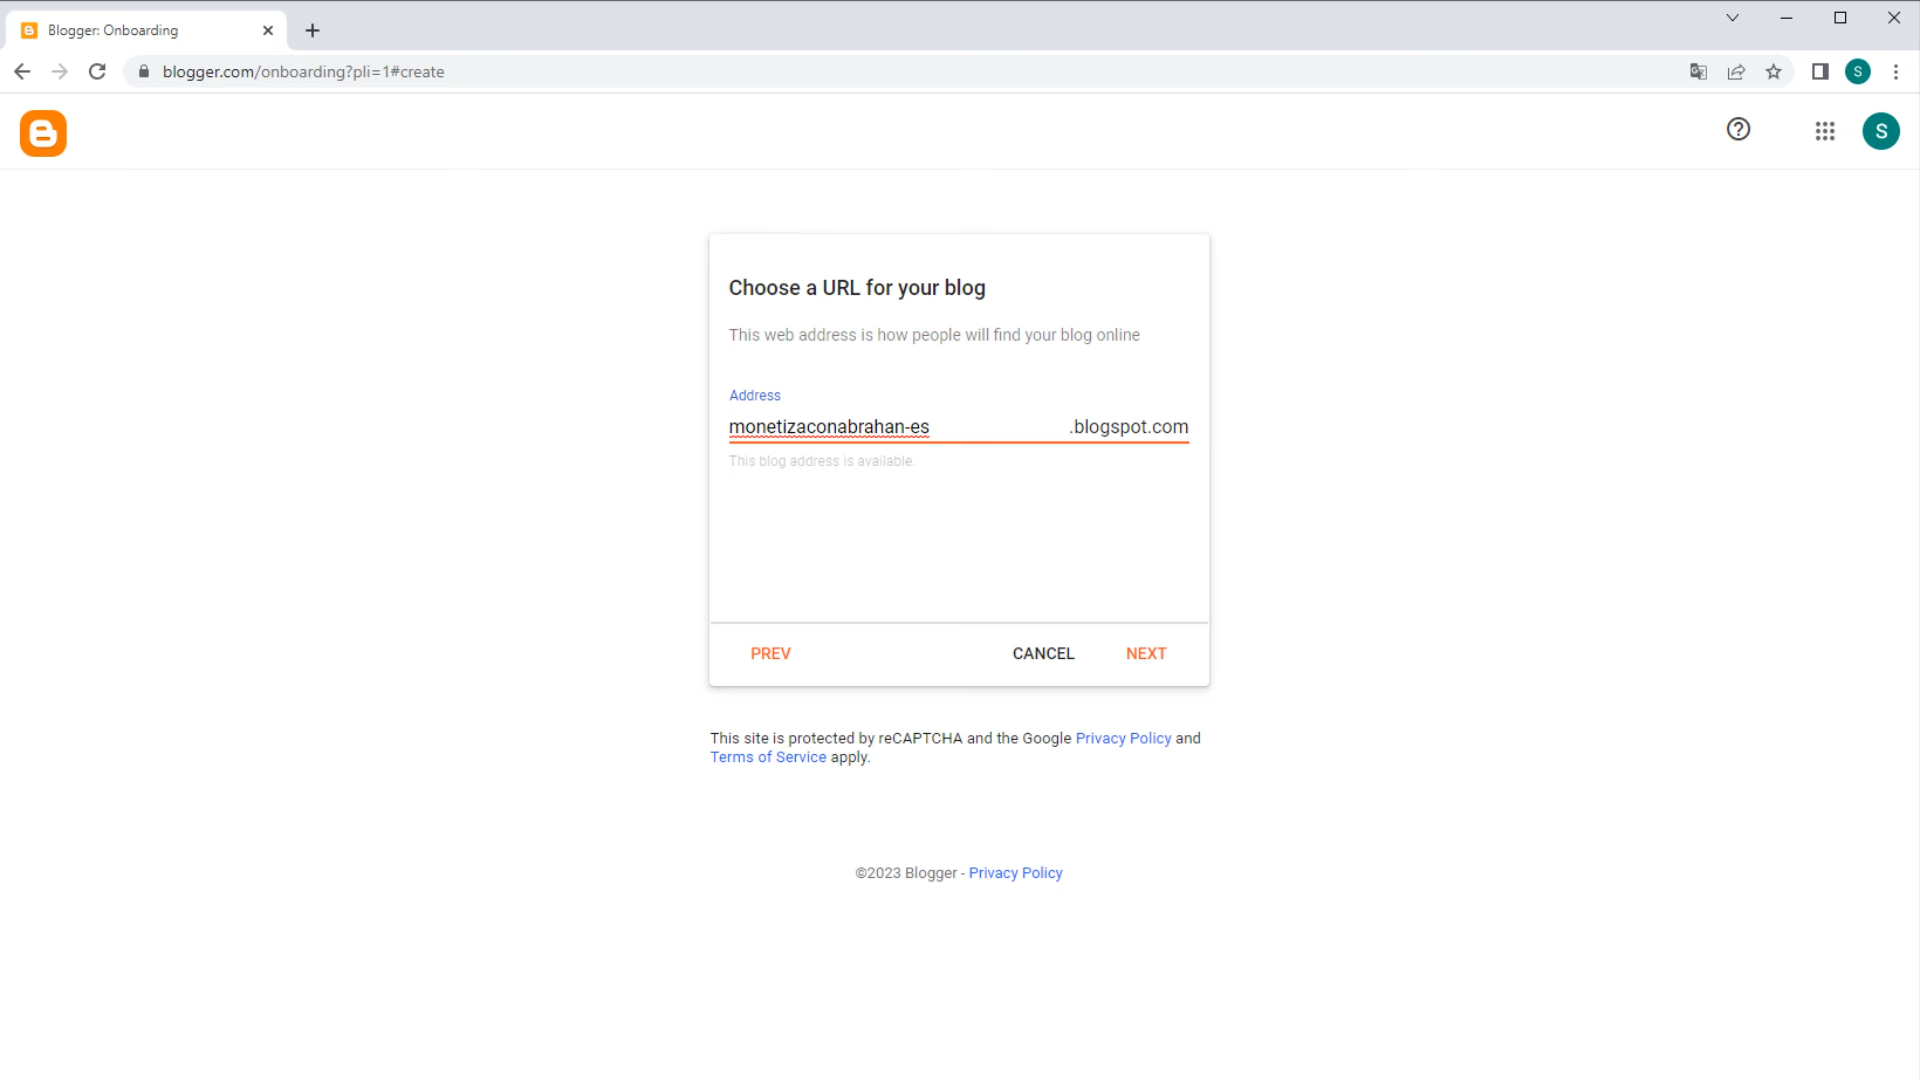 Blogger: Onboarding
blogger.com/onboarding?pli=1#create
S
S
Choose a URL for your blog
This web address is how people will find your blog online
Address
monetizaconabrahan-es .blogspot.com
This blog address is available.
PREV CANCEL NEXT
This site is protected by reCAPTCHA and the Google Privacy Policy and
Terms of Service apply.
©2023 Blogger - Privacy Policy